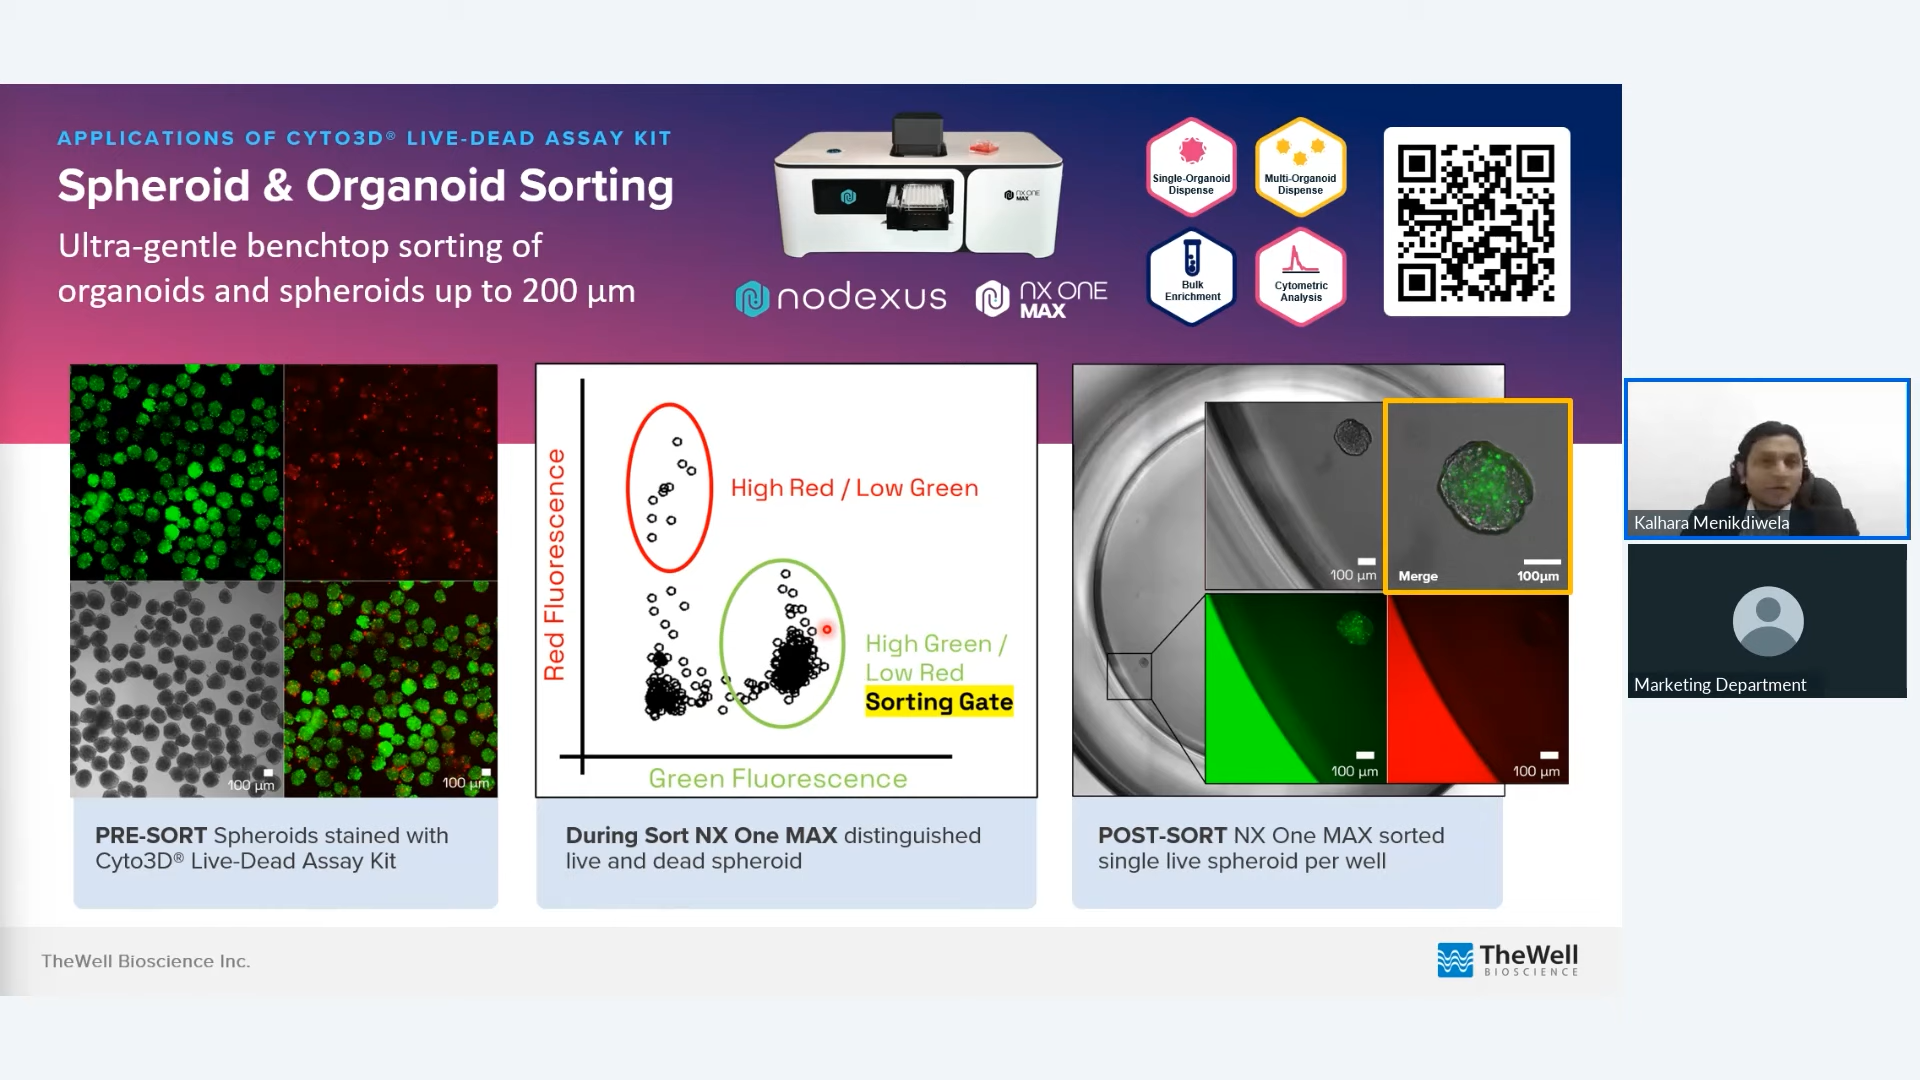 APPLICATIONS OF CYTO3D® LIVE-DEAD ASSAY KIT
Spheroid & Organoid Sorting
Ultra-gentle benchtop sorting of
organoids and spheroids up to 200 µm
NX ONE
MAX
nodexus
NX ONE
MAX
Single-Organoid
Dispense
Multi-Organoid
Dispense
Bulk
Enrichment
Cytometric
Analysis
100 µm
100 µm
Red Fluorescence
High Red / Low Green
High Green /
Low Red
Sorting Gate
Green Fluorescence
100 µm
Merge
100µm
100 µm
100 µm
PRE-SORT Spheroids stained with
Cyto3D® Live-Dead Assay Kit
During Sort NX One MAX distinguished
live and dead spheroid
POST-SORT NX One MAX sorted
single live spheroid per well
TheWell Bioscience Inc.
TheWell
BIOSCIENCE
Kalhara Menikdiwela
Marketing Department